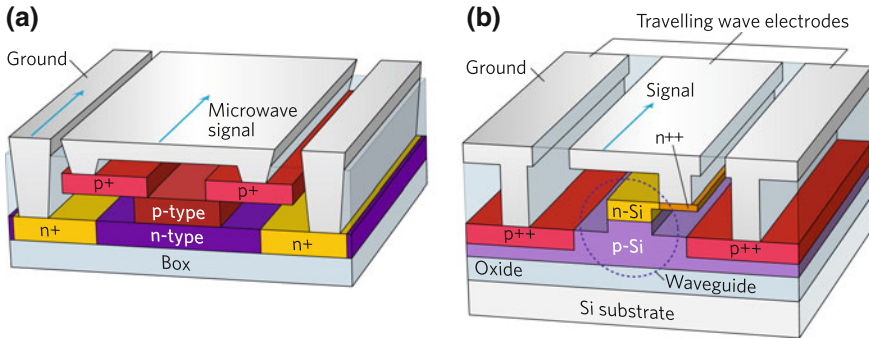 (a)
Ground
Microwave
signal
p+
p+
p-type
n-type
n+
n+
Box
(b)
Travelling wave electrodes
Ground
Signal
n++
n-Si
p++
p-Si
p++
Oxide
Waveguide
Si substrate